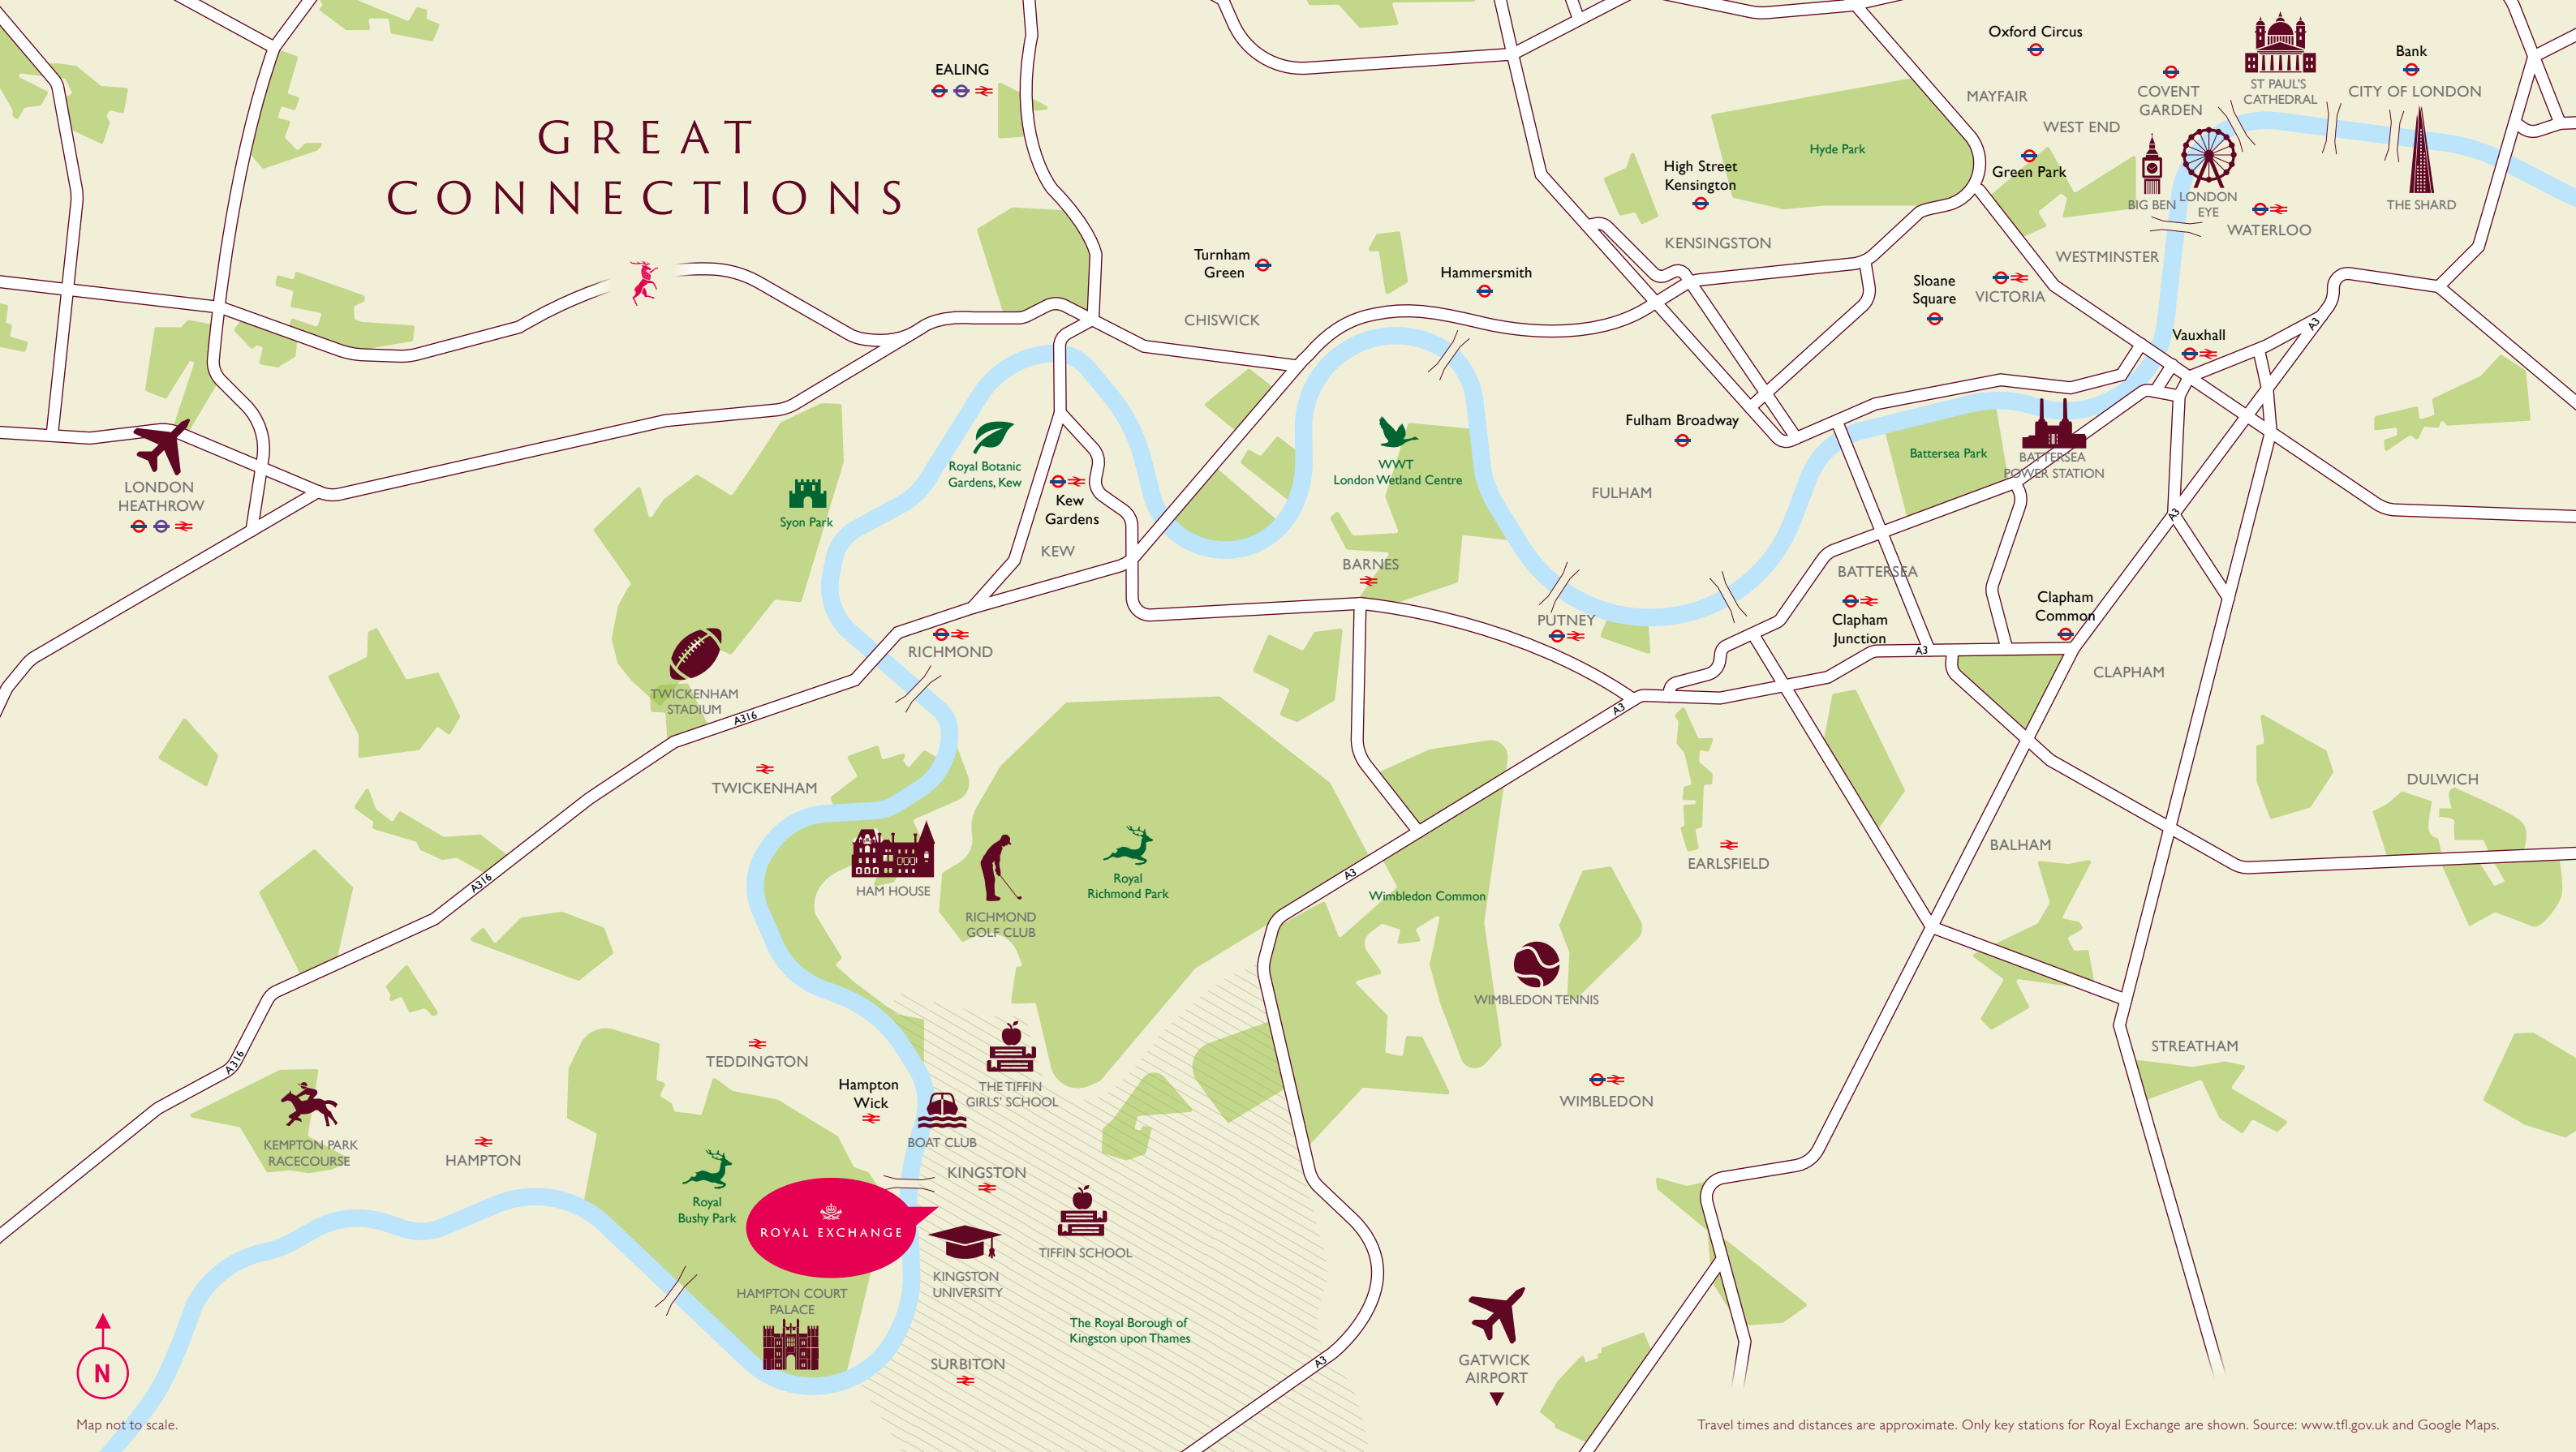 GREAT
CONNECTIONS
EALING
Oxford Circus
MAYFAIR
WEST END
COVENT
GARDEN
ST PAUL'S
CATHEDRAL
Bank
CITY OF LONDON
Hyde Park
Green Park
High Street
Kensington
KENSINGTON
BIG BEN
LONDON
EYE
THE SHARD
WATERLOO
WESTMINSTER
Turnham
Green
Hammersmith
CHISWICK
Sloane
Square
VICTORIA
Vauxhall
A3
LONDON
HEATHROW
Syon Park
Royal Botanic
Gardens, Kew
Kew
Gardens
KEW
WWT
London Wetland Centre
Fulham Broadway
FULHAM
Battersea Park
BATTERSEA
POWER STATION
A3
BARNES
BATTERSEA
PUTNEY
Clapham
Junction
Clapham
Common
A3
CLAPHAM
RICHMOND
TWICKENHAM
STADIUM
A316
A3
TWICKENHAM
DULWICH
HAM HOUSE
RICHMOND
GOLF CLUB
Royal
Richmond Park
A3
Wimbledon Common
EARLSFIELD
BALHAM
A316
WIMBLEDON TENNIS
STREATHAM
A316
TEDDINGTON
Hampton
Wick
THE TIFFIN
GIRLS' SCHOOL
BOAT CLUB
WIMBLEDON
KEMPTON PARK
RACECOURSE
HAMPTON
KINGSTON
Royal
Bushy Park
ROYAL EXCHANGE
TIFFIN SCHOOL
KINGSTON
UNIVERSITY
HAMPTON COURT
PALACE
The Royal Borough of
Kingston upon Thames
SURBITON
A3
GATWICK
AIRPORT
N
Map not to scale.
Travel times and distances are approximate. Only key stations for Royal Exchange are shown. Source: www.tfl.gov.uk and Google Maps.